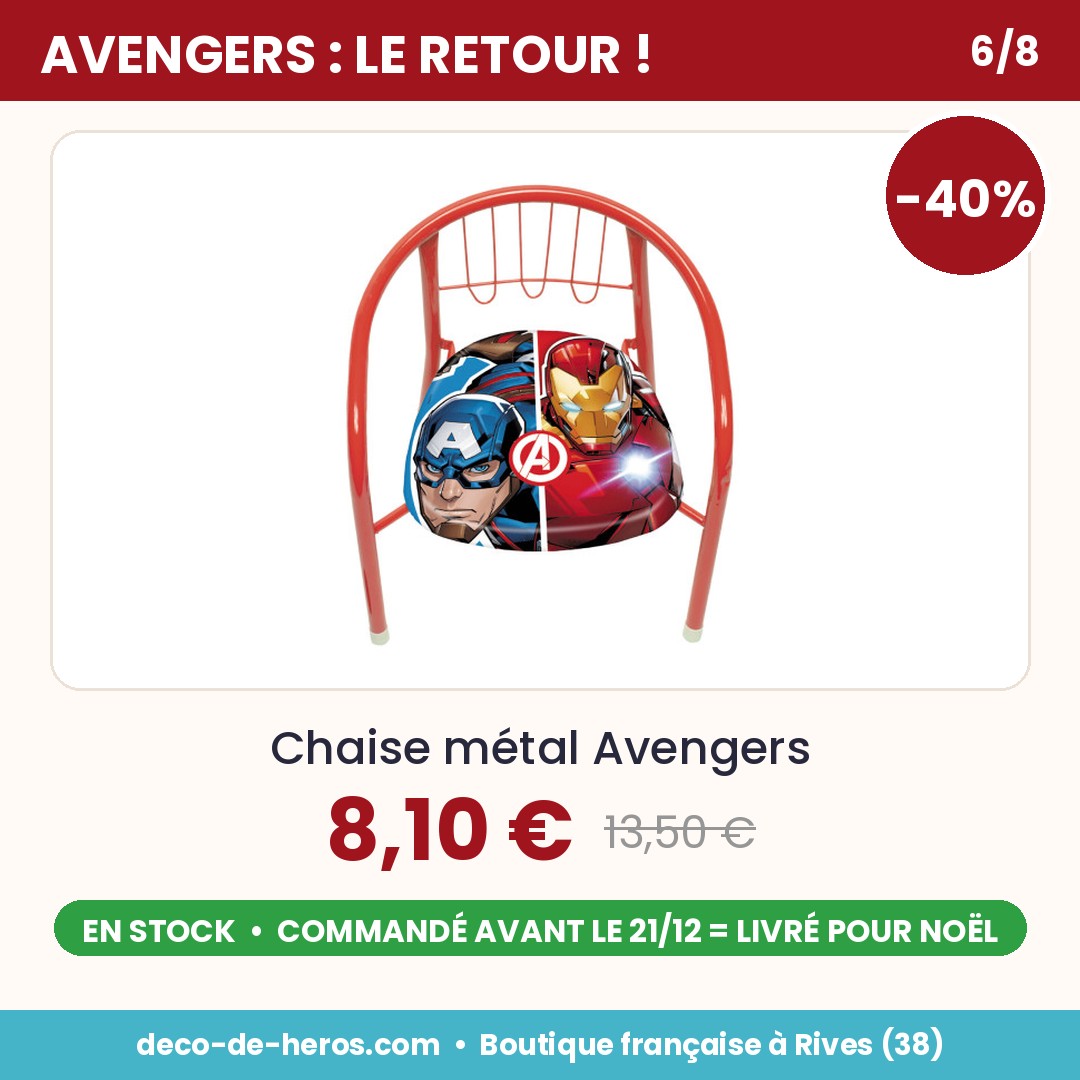 AVENGERS : LE RETOUR !
6/8
-40%
A
A
Chaise métal Avengers
8,10 € 13,50 €
EN STOCK • COMMANDÉ AVANT LE 21/12 = LIVRÉ POUR NOËL
deco-de-heros.com • Boutique française à Rives (38)